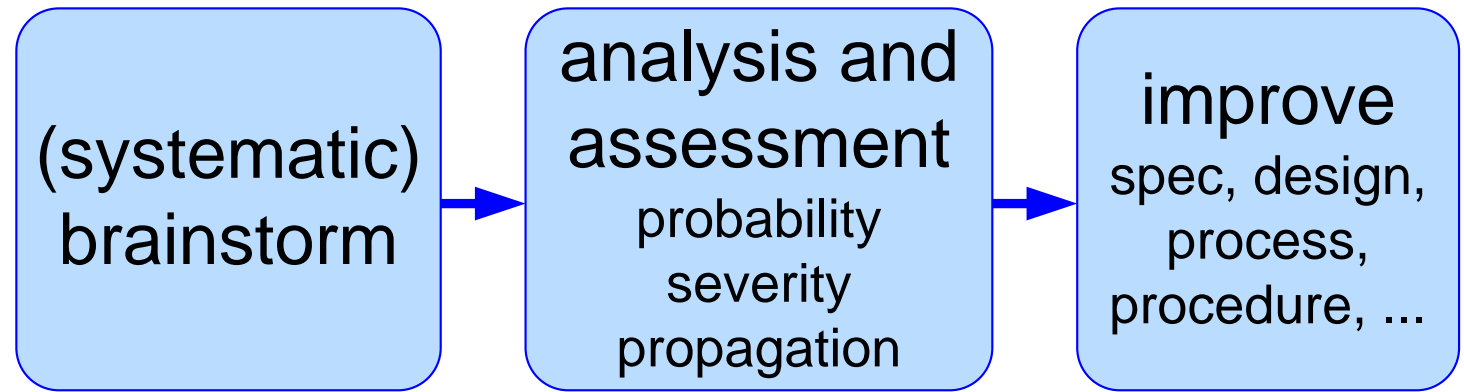 (systematic)
brainstorm
analysis and
assessment
probability
severity
propagation
improve
spec, design,
process,
procedure, ...